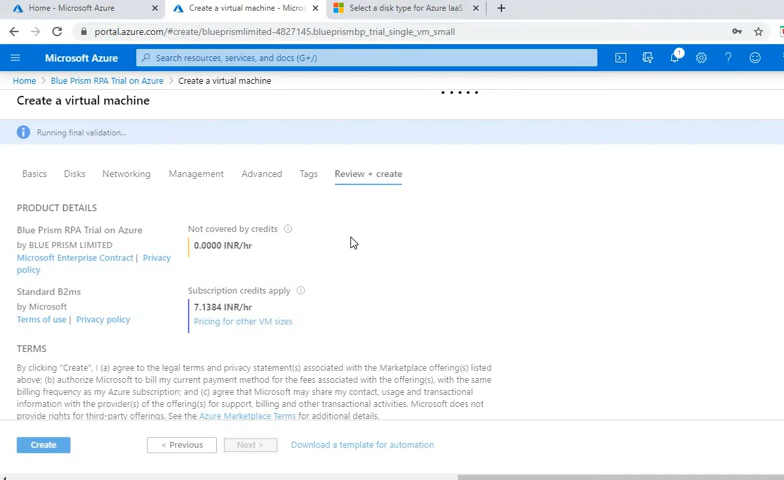 Home - Microsoft Azure
Create a virtual machine - Micros
Select a disk type for Azure IaaS
portal.azure.com/#create/blueprismlimited-4827145.blueprismbp_trial_single_vm_small
Microsoft Azure
Search resources, services, and docs (G+/)
1
Home > Blue Prism RPA Trial on Azure > Create a virtual machine
Create a virtual machine
Running final validation...
Basics Disks Networking Management Advanced Tags Review + create
PRODUCT DETAILS
Blue Prism RPA Trial on Azure
by BLUE PRISM LIMITED
Microsoft Enterprise Contract | Privacy
policy
Not covered by credits
0.0000 INR/hr
Standard B2ms
by Microsoft
Terms of use | Privacy policy
Subscription credits apply
7.1384 INR/hr
Pricing for other VM sizes
TERMS
By clicking "Create", I (a) agree to the legal terms and privacy statement(s) associated with the Marketplace offering(s) listed
above; (b) authorize Microsoft to bill my current payment method for the fees associated with the offering(s), with the same
billing frequency as my Azure subscription; and (c) agree that Microsoft may share my contact, usage and transactional
information with the provider(s) of the offering(s) for support, billing and other transactional activities. Microsoft does not
provide rights for third-party offerings. See the Azure Marketplace Terms for additional details.
Create
< Previous
Next >
Download a template for automation